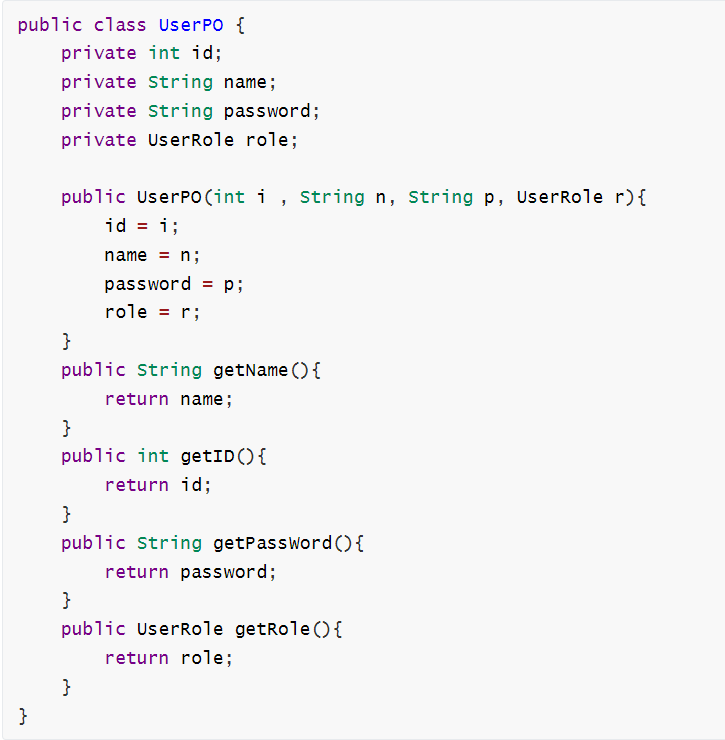 public class UserPO {
    private int id;
    private String name;
    private String password;
    private UserRole role;

    public UserPO(int i , String n, String p, UserRole r){
        id = i;
        name = n;
        password = p;
        role = r;
    }
    public String getName(){
        return name;
    }
    public int getID(){
        return id;
    }
    public String getPassWord(){
        return password;
    }
    public UserRole getRole(){
        return role;
    }
}